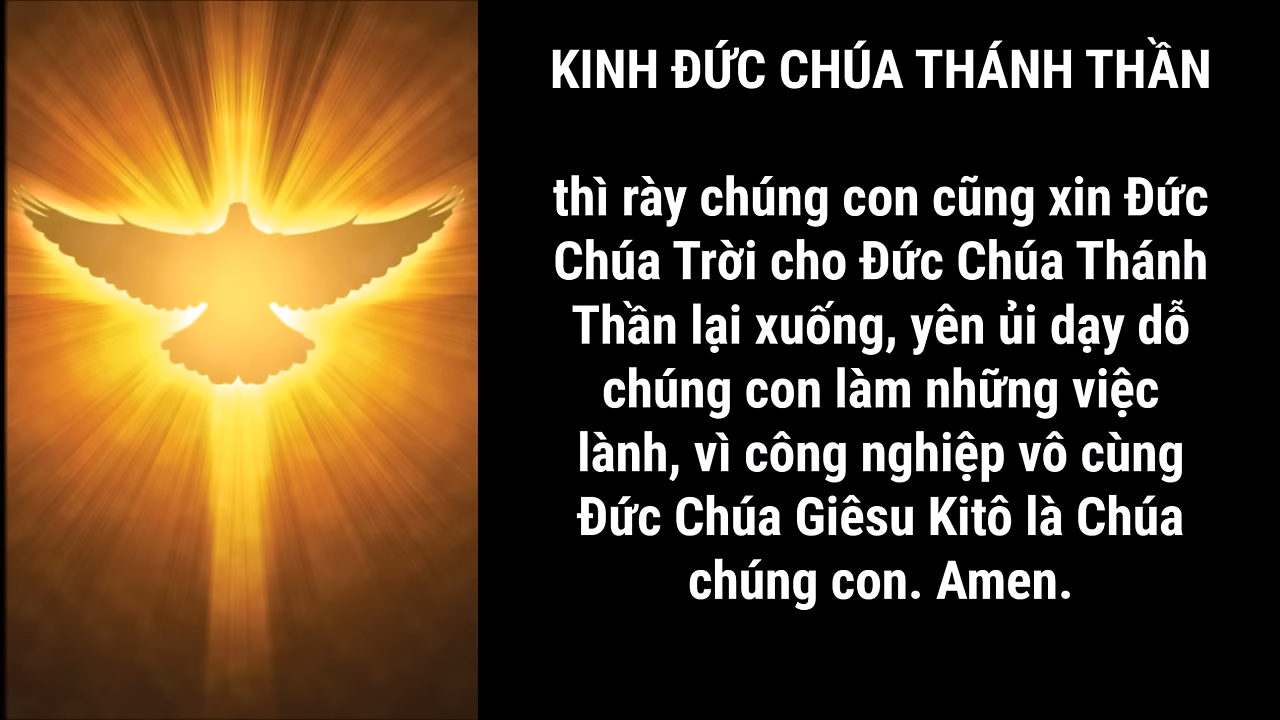 KINH ĐỨC CHÚA THÁNH THẦN
thì rày chúng con cũng xin Đức
Chúa Trời cho Đức Chúa Thánh
Thần lại xuống, yên ủi dạy dỗ
chúng con làm những việc
lành, vì công nghiệp vô cùng
Đức Chúa Giêsu Kitô là Chúa
chúng con. Amen.